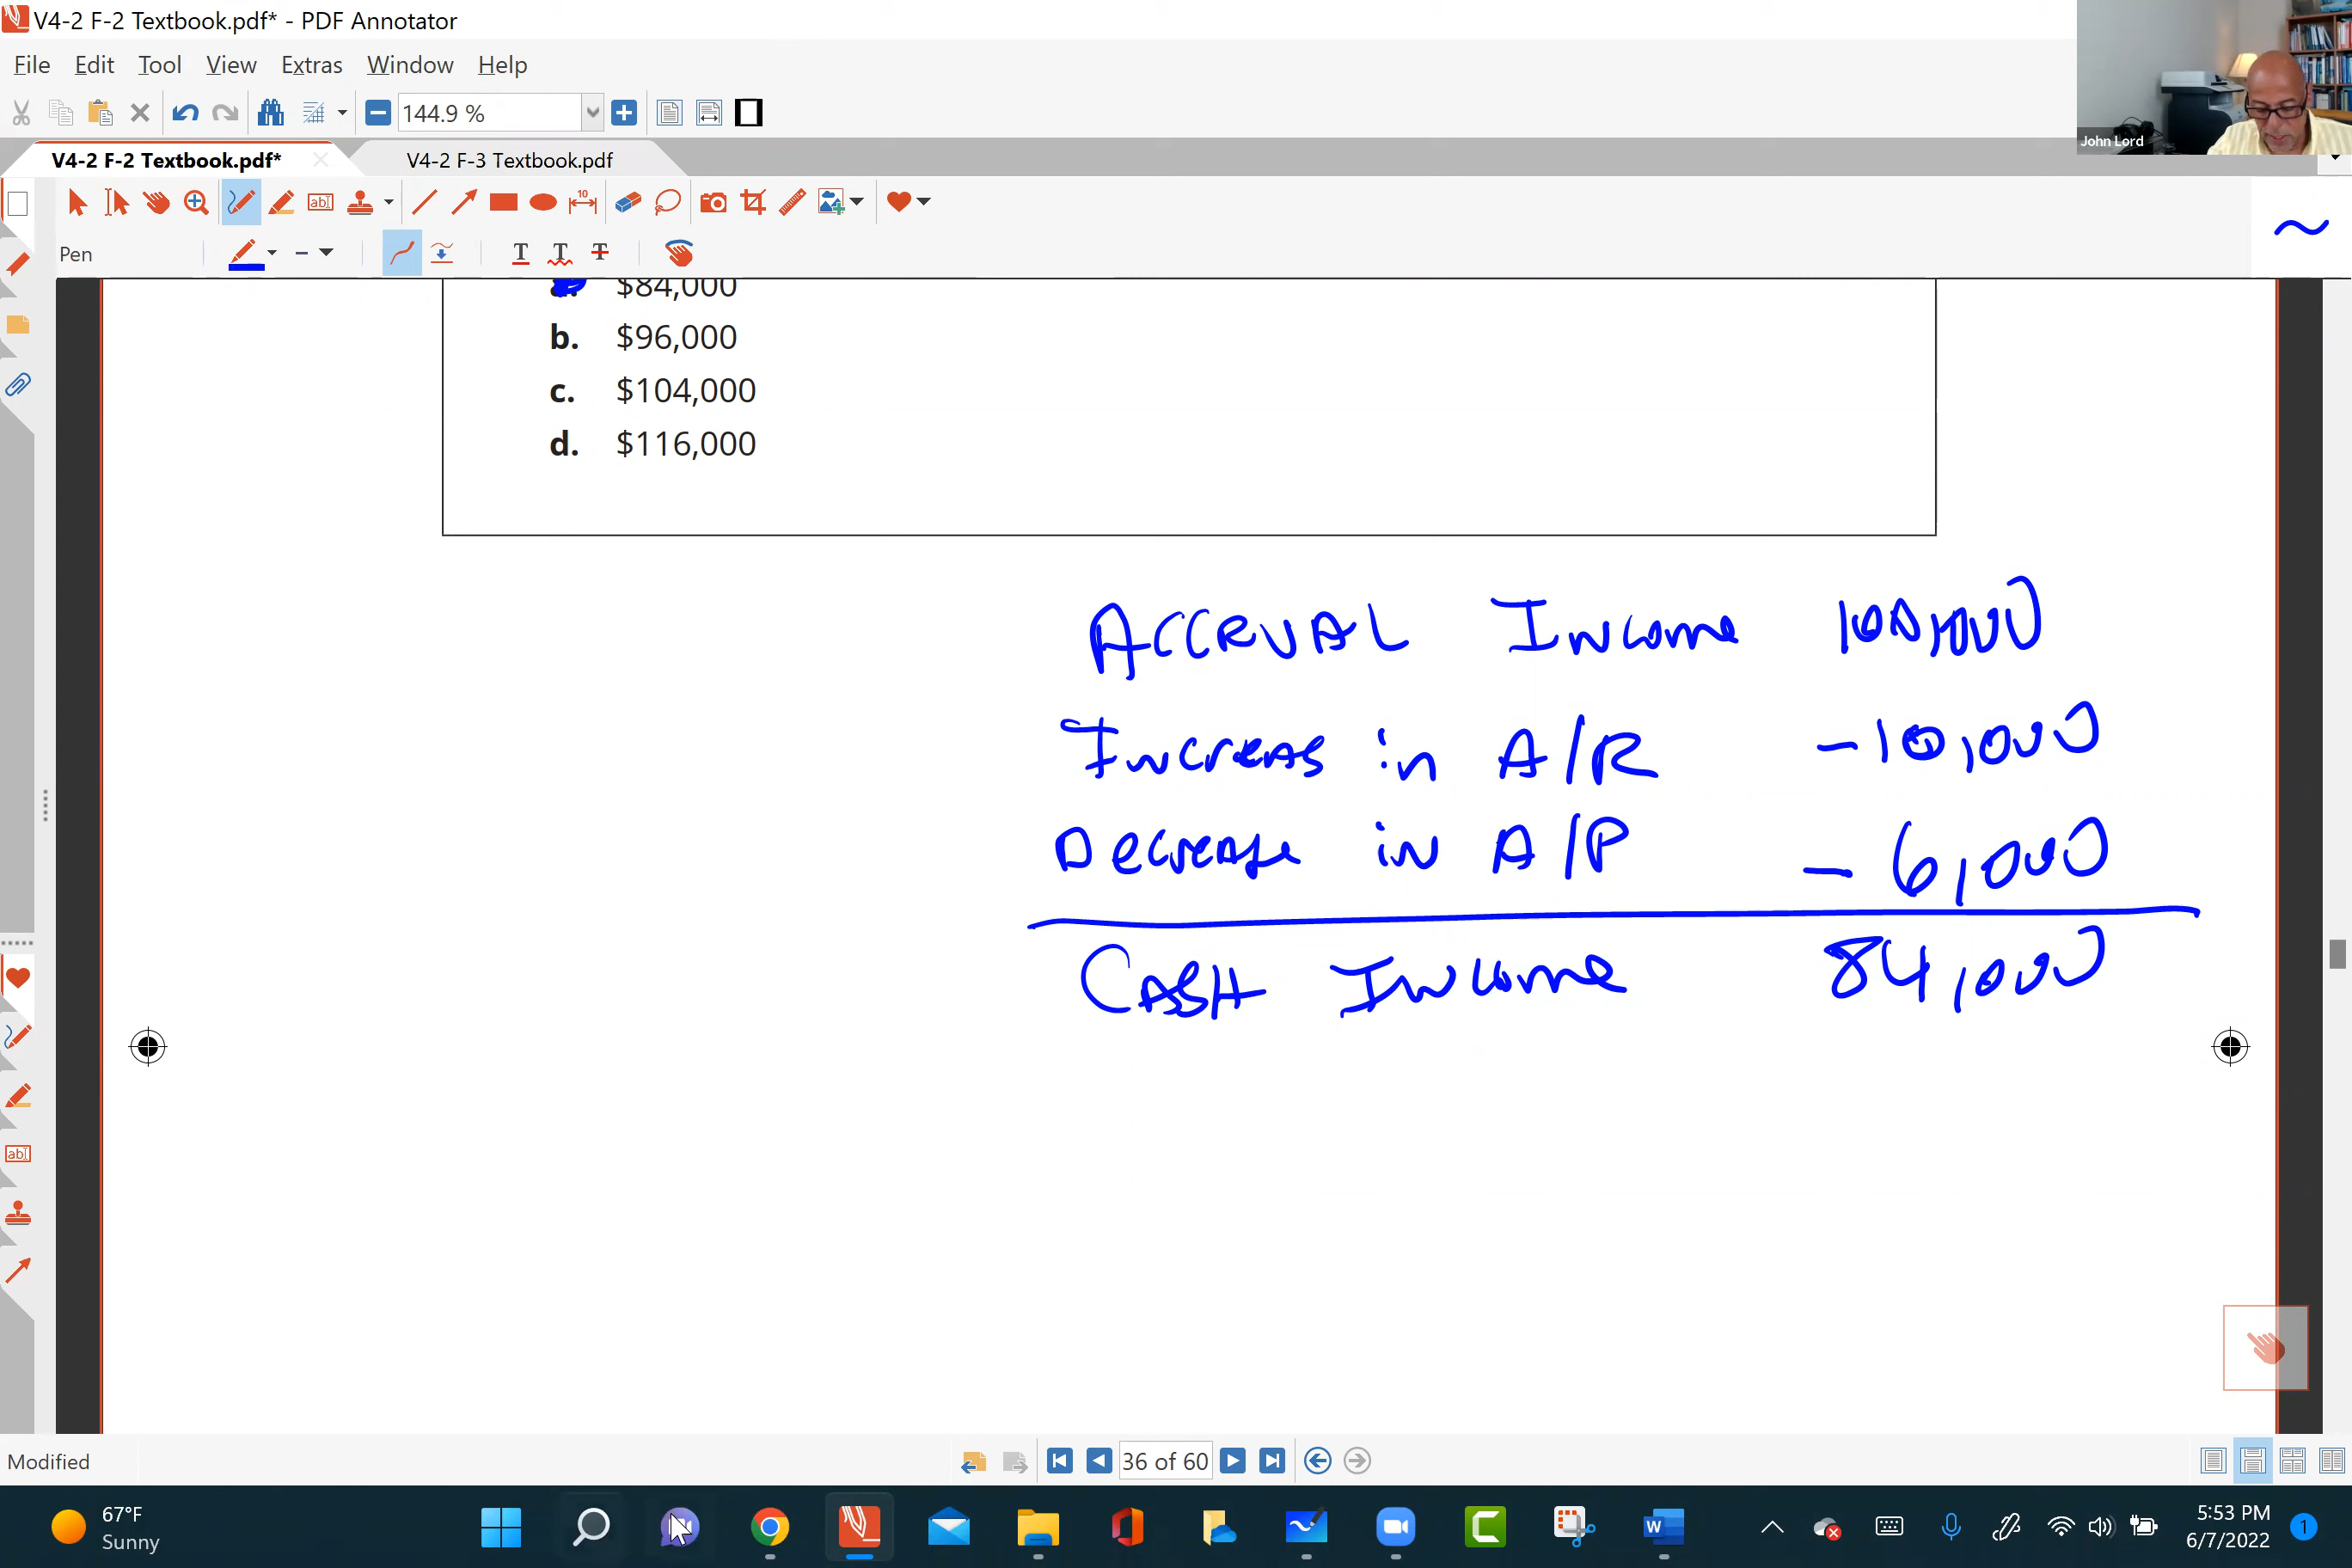 V4-2 F-2 Textbook.pdf* - PDF Annotator
File Edit Tool View Extras Window Help
144.9 %
V4-2 F-2 Textbook.pdf* V4-2 F-3 Textbook.pdf
John Lord
10
Pen
T T T
a. $84,000
b. $96,000
c. $104,000
d. $116,000
ACCRUAL Income 100,000
Increas in A/R -10,000
Decrease in A/P - 6,000
CASH Income 84,000
Modified
36 of 60
67°F
Sunny
5:53 PM
6/7/2022
1